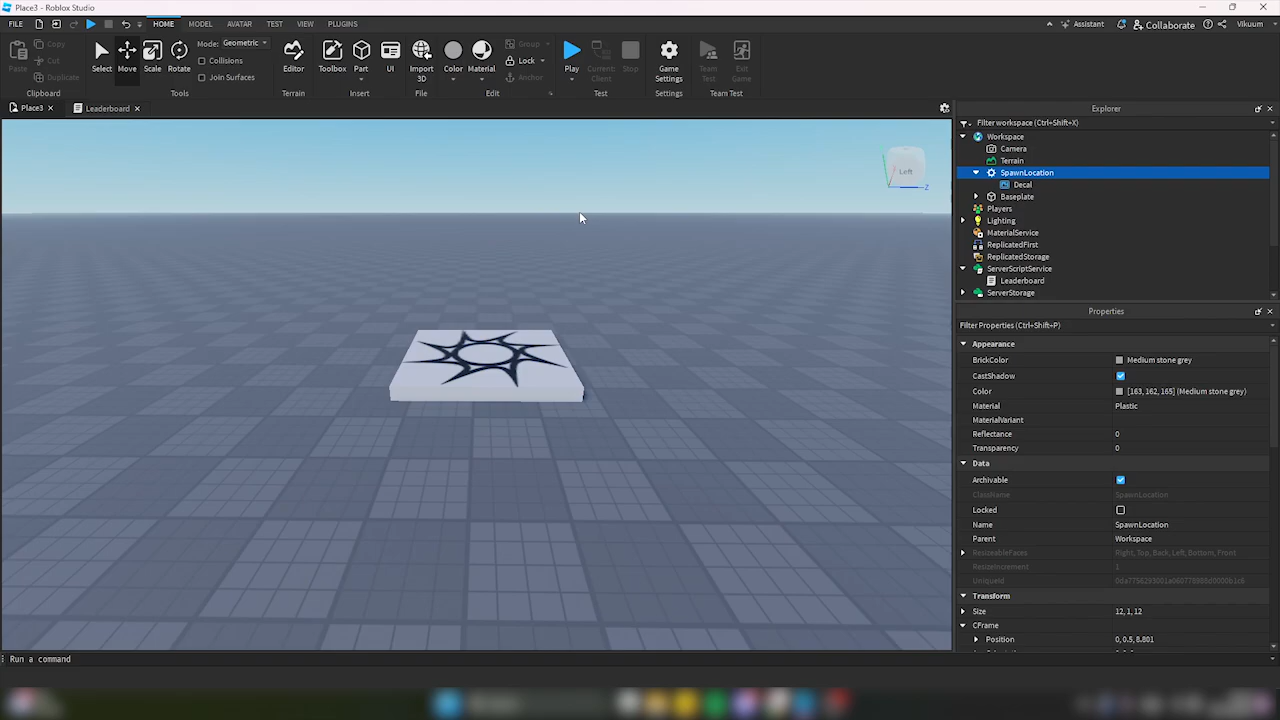 Place3 - Roblox Studio
FILE HOME MODEL AVATAR TEST VIEW PLUGINS Assistant Collaborate Vikuum
Paste Copy Cut Duplicate Select Move Scale Rotate Mode: Geometric Collisions Join Surfaces Editor Toolbox Part UI Import 3D Color Material Group Lock Anchor Play Current: Client Stop Game Settings Team Test Exit Game
Clipboard Tools Terrain Insert File Edit Test Settings Team Test
Place3 Leaderboard
Left
Z
Explorer
Filter workspace (Ctrl+Shift+X)
Workspace
Camera
Terrain
SpawnLocation
Decal
Baseplate
Players
Lighting
MaterialService
ReplicatedFirst
ReplicatedStorage
ServerScriptService
Leaderboard
ServerStorage
Properties
Filter Properties (Ctrl+Shift+P)
Appearance
BrickColor Medium stone grey
CastShadow
Color [163, 162, 165] (Medium stone grey)
Material Plastic
MaterialVariant
Reflectance 0
Transparency 0
Data
Archivable
ClassName SpawnLocation
Locked
Name SpawnLocation
Parent Workspace
ResizeableFaces Right, Top, Back, Left, Bottom, Front
ResizeIncrement 1
UniqueId
Transform
Size 12, 1, 12
CFrame
Position 0, 0.5, 8.801
Run a command